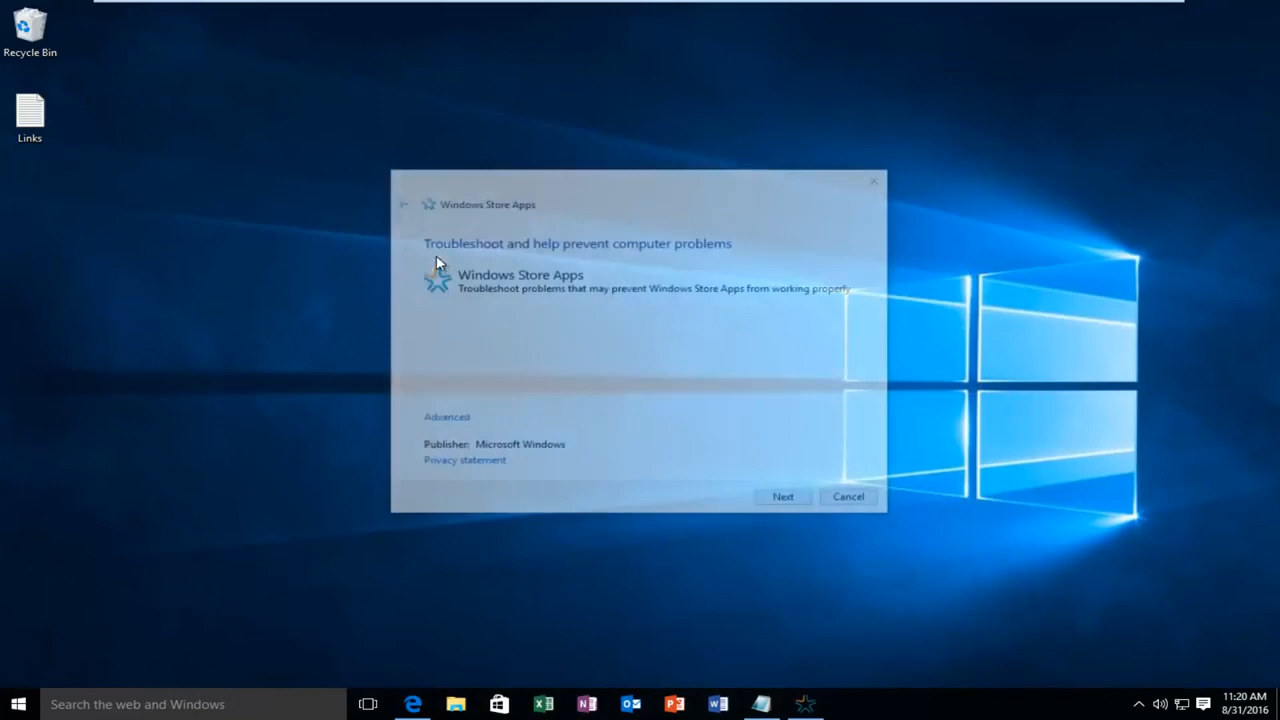 Recycle Bin
Links
Windows Store Apps
Troubleshoot and help prevent computer problems
Windows Store Apps
Troubleshoot problems that may prevent Windows Store Apps from working properly.
Advanced
Publher: Microsoft Windows
Privacy statement
Next
Cancel
Search the web and Windows
11:20 AM
8/31/2016